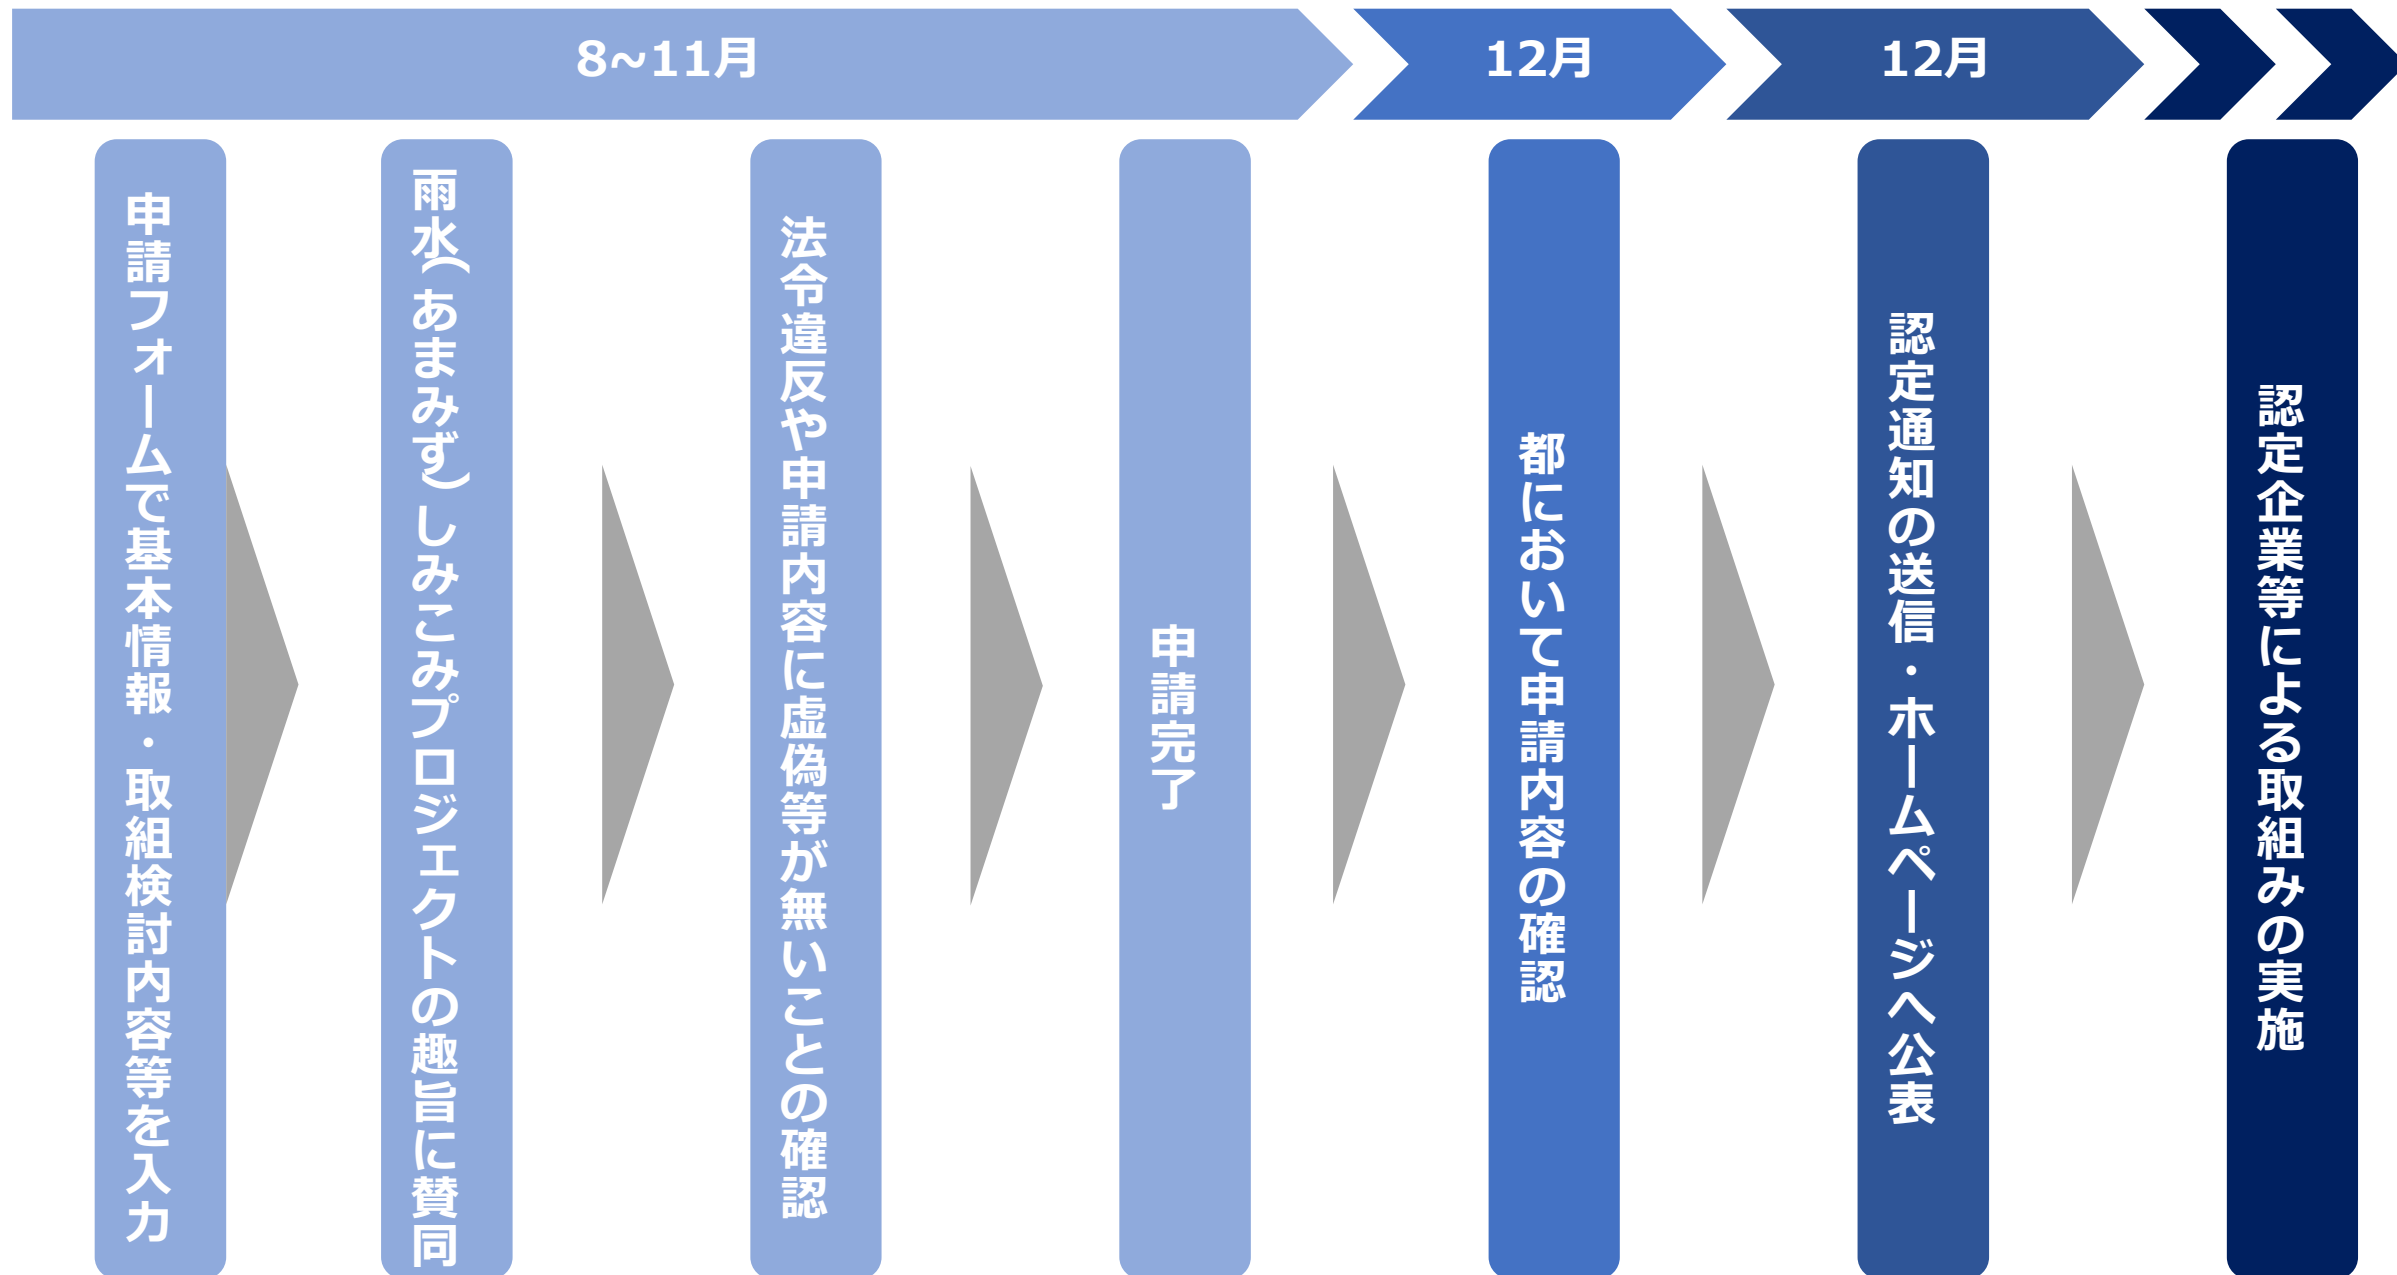 8~11月
12月
12月
申請フォームで基本情報・取組検討内容等を入力
雨水（あまみず）しみこみプロジェクトの趣旨に賛同
法令違反や申請内容に虚偽等が無いことの確認
申請完了
都において申請内容の確認
認定通知の送信・ホームページへ公表
認定企業等による取組みの実施